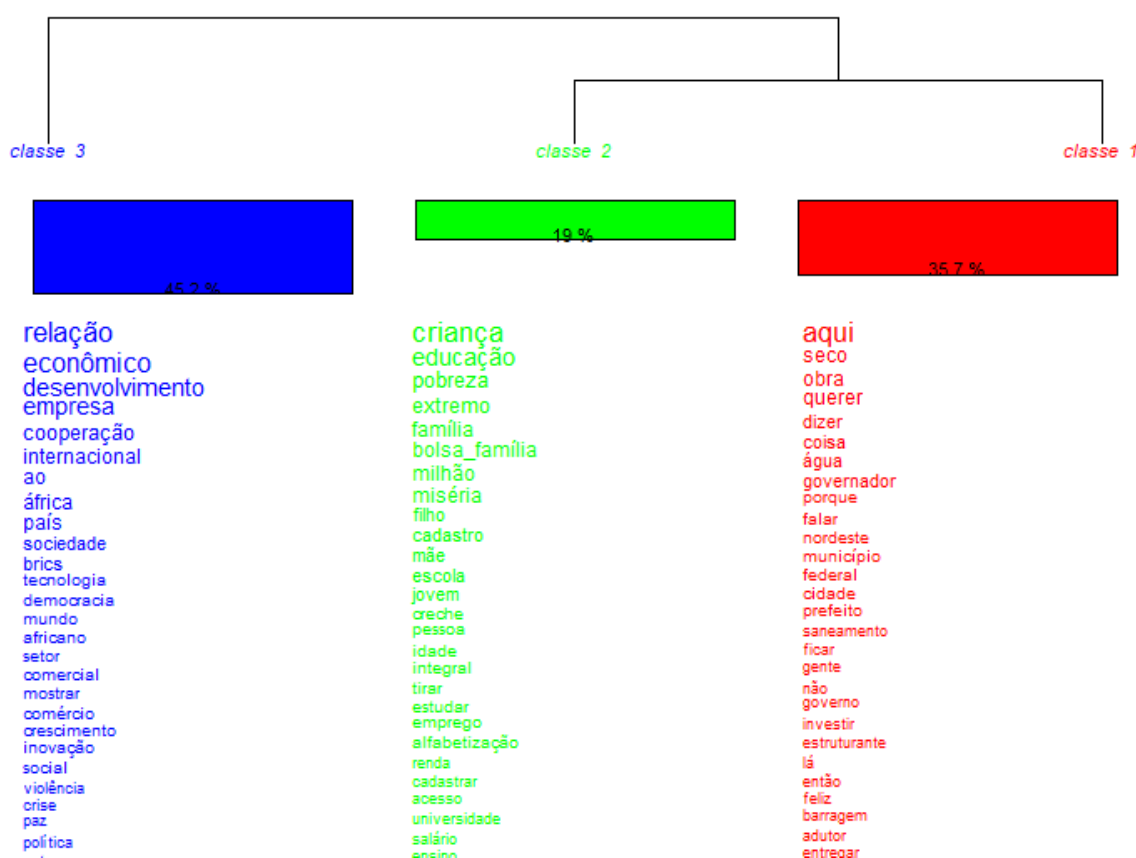 classe 3
classe 2
classe 1
45.2 %
19 %
35.7 %
relação
econômico
desenvolvimento
empresa
cooperação
internacional
ao
áfrica
país
sociedade
brics
tecnologia
democracia
mundo
africano
setor
comercial
mostrar
comércio
crescimento
inovação
social
violência
crise
paz
política
criança
educação
pobreza
extremo
família
bolsa_família
milhão
miséria
filho
cadastro
mãe
escola
jovem
creche
pessoa
idade
integral
tirar
estudar
emprego
alfabetização
renda
cadastrar
acesso
universidade
salário
ensino
aqui
seco
obra
querer
dizer
coisa
água
governador
porque
falar
nordeste
município
federal
cidade
prefeito
saneamento
ficar
gente
não
governo
investir
estruturante
lá
então
feliz
barragem
adutor
entregar